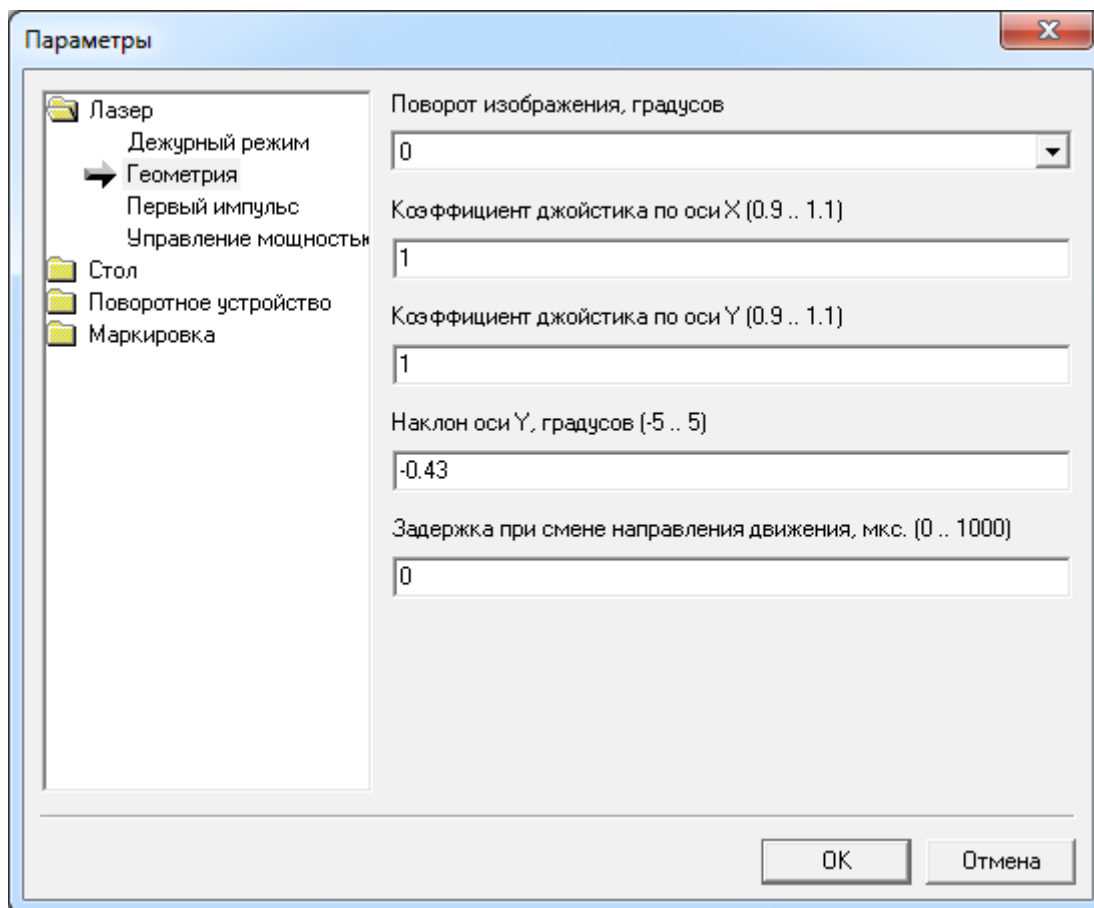 Параметры
Лазер
Дежурный режим
Геометрия
Первый импульс
Управление мощностью
Стол
Поворотное устройство
Маркировка
Поворот изображения, градусов
0
Коэффициент джойстика по оси X (0.9 .. 1.1)
1
Коэффициент джойстика по оси Y (0.9 .. 1.1)
1
Наклон оси Y, градусов (-5 .. 5)
-0.43
Задержка при смене направления движения, мкс. (0 .. 1000)
0
OK
Отмена